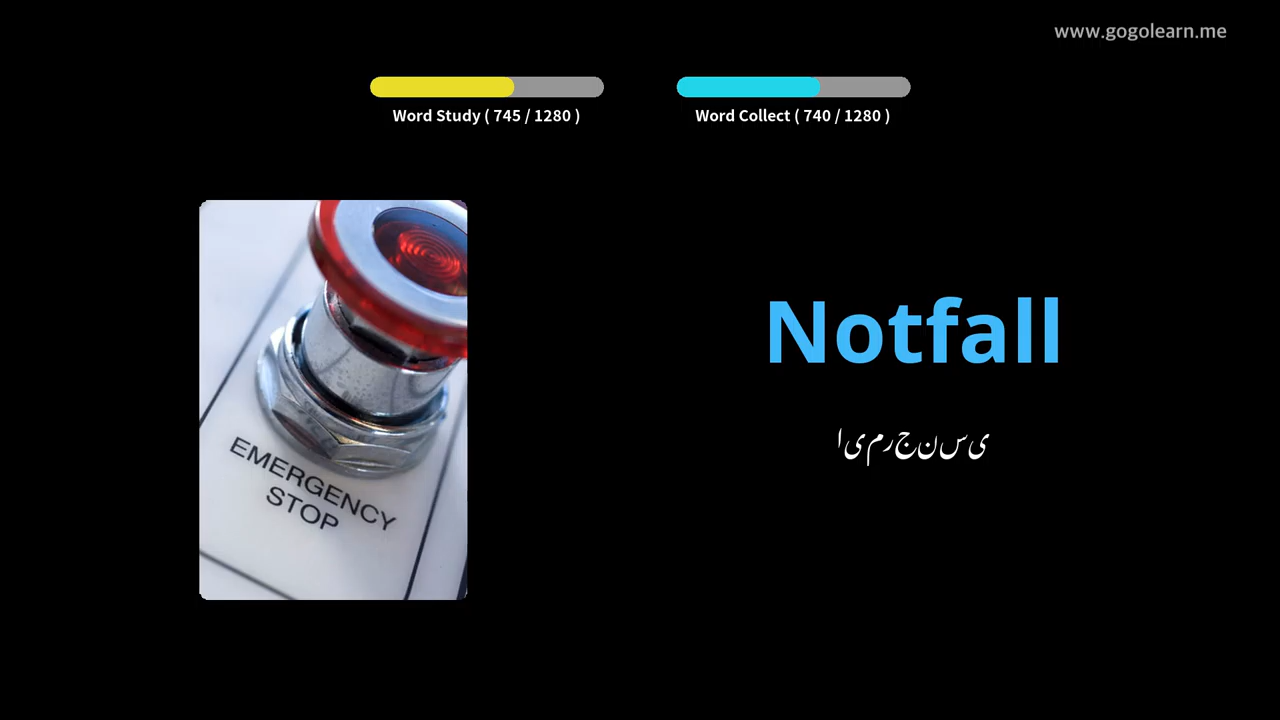 www.gogolearn.me
Word Study ( 745 / 1280 )
Word Collect ( 740 / 1280 )
EMERGENCY
STOP
Notfall
ایمرجنسی